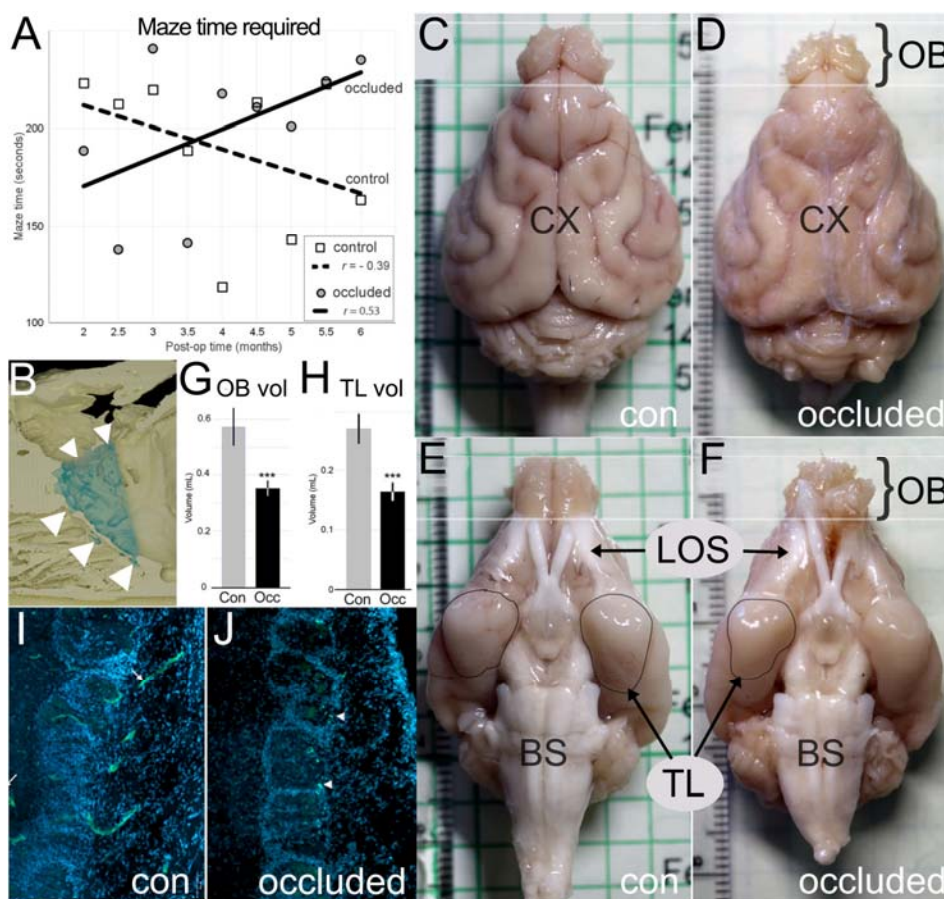 A
Maze time required
Maze time (seconds)
200
150
100
occluded
control
control
r = - 0.39
occluded
r = 0.53
2
2.5
3
3.5
4
4.5
5
5.5
6
Post-op time (months)
B
G
OB vol
Volume (mL)
0.6
0.4
0.2
0
***
Con
Occ
H
TL vol
Volume (mL)
0.2
0.1
0
***
Con
Occ
C
CX
con
D
OB
CX
occluded
E
LOS
BS
TL
con
F
OB
BS
occluded
I
con
J
occluded